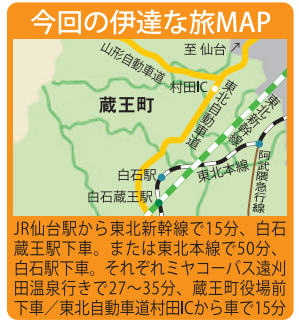 今回の伊達な旅MAP
至 仙台
山形自動車道
村田IC
蔵王町
東北自動車道
東北新幹線
白石駅
東北本線
阿武隈急行線
白石蔵王駅
JR仙台駅から東北新幹線で15分、白石
蔵王駅下車。または東北本線で50分、
白石駅下車。それぞれミヤコーバス遠刈
田温泉行きで27〜35分、蔵王町役場前
下車／東北自動車道村田ICから車で15分